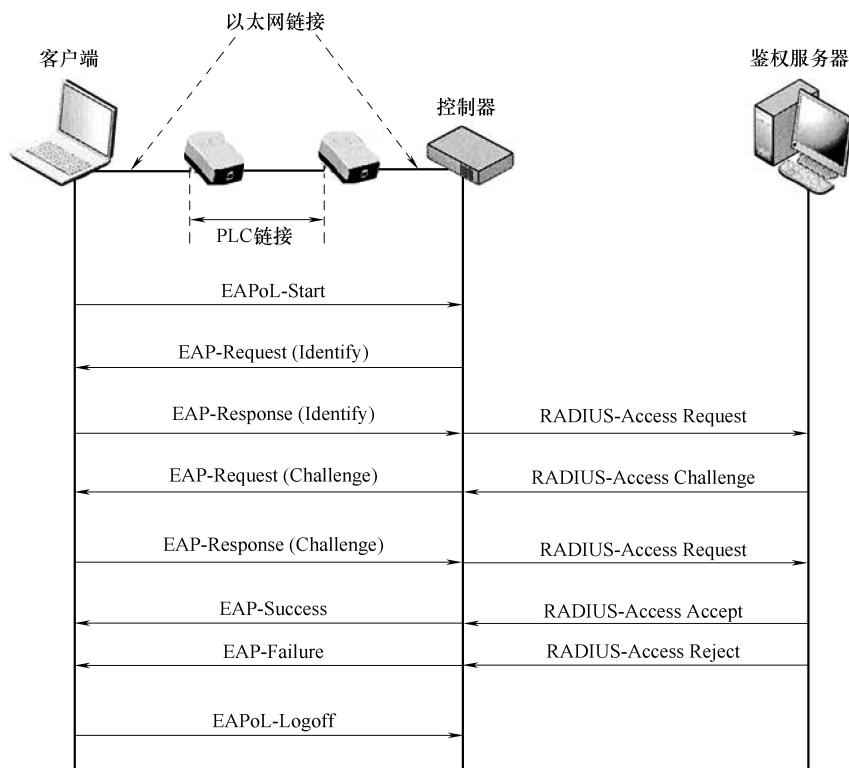 以太网链接
客户端
鉴权服务器
控制器
PLC链接
EAPoL-Start
EAP-Request (Identify)
EAP-Response (Identify)
RADIUS-Access Request
EAP-Request (Challenge)
RADIUS-Access Challenge
EAP-Response (Challenge)
RADIUS-Access Request
EAP-Success
RADIUS-Access Accept
EAP-Failure
RADIUS-Access Reject
EAPoL-Logoff